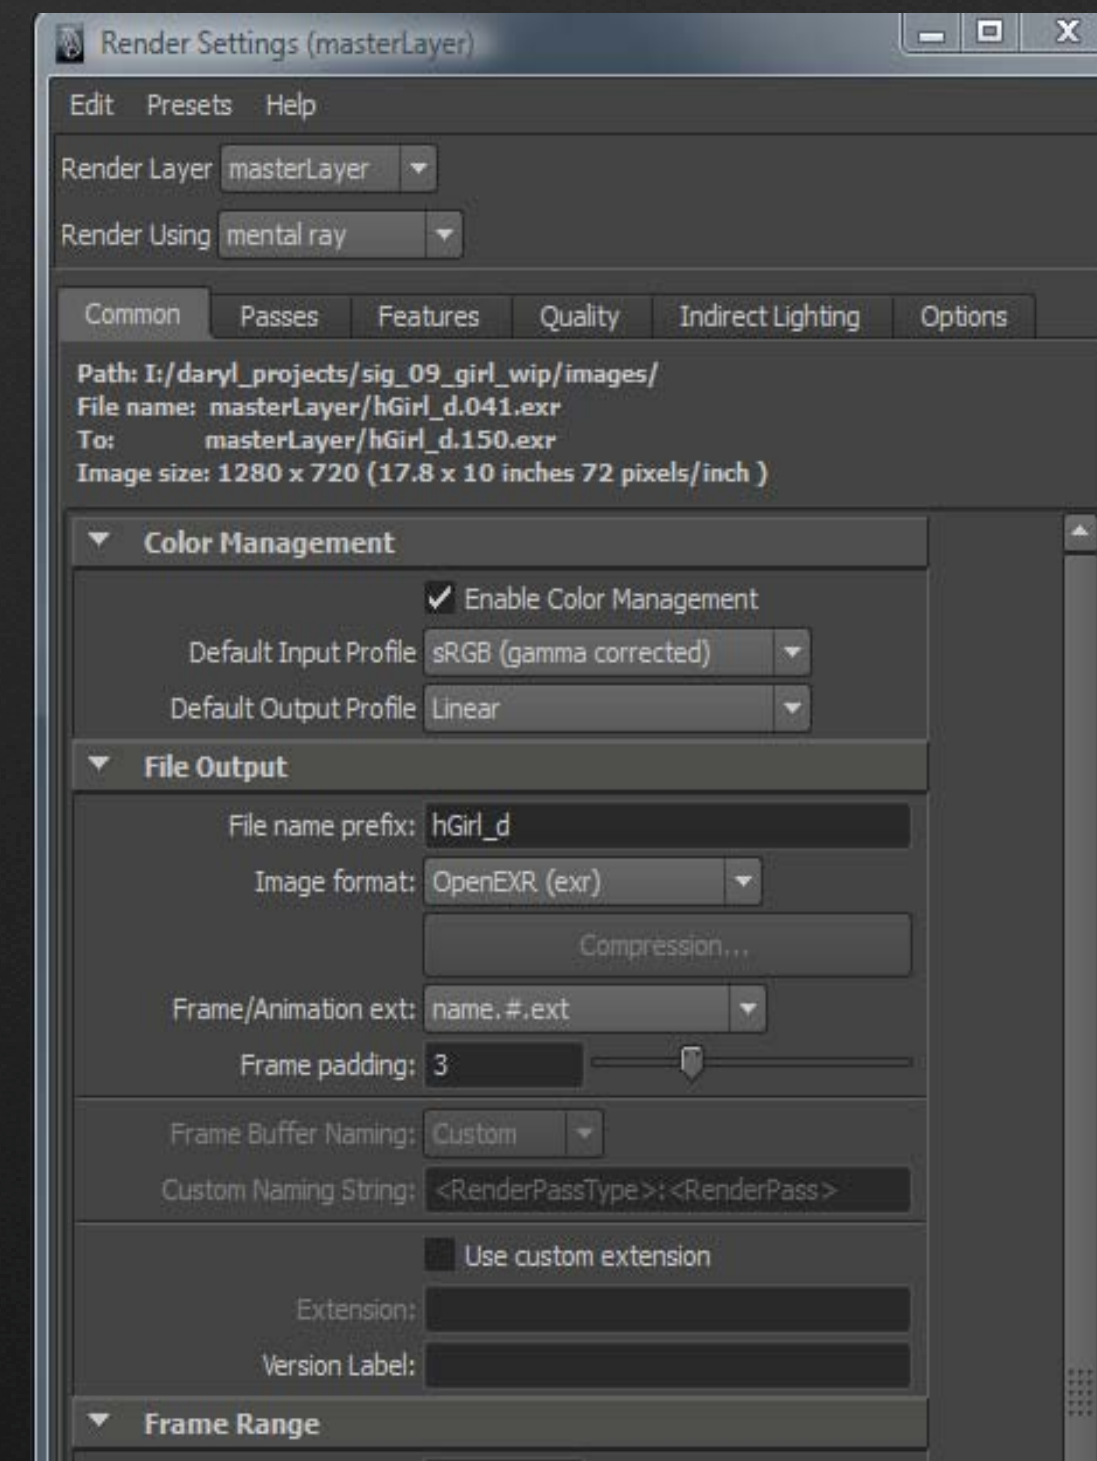 Render Settings (masterLayer)
Edit Presets Help
Render Layer masterLayer
Render Using mental ray
Common Passes Features Quality Indirect Lighting Options
Path: I:/daryl_projects/sig_09_girl_wip/images/
File name: masterLayer/hGirl_d.041.exr
To: masterLayer/hGirl_d.150.exr
Image size: 1280 x 720 (17.8 x 10 inches 72 pixels/inch )
Color Management
Enable Color Management
Default Input Profile sRGB (gamma corrected)
Default Output Profile Linear
File Output
File name prefix: hGirl_d
Image format: OpenEXR (exr)
Compression...
Frame/Animation ext: name.#.ext
Frame padding: 3
Frame Buffer Naming: Custom
Custom Naming String: <RenderPassType>:<RenderPass>
Use custom extension
Extension:
Version Label:
Frame Range